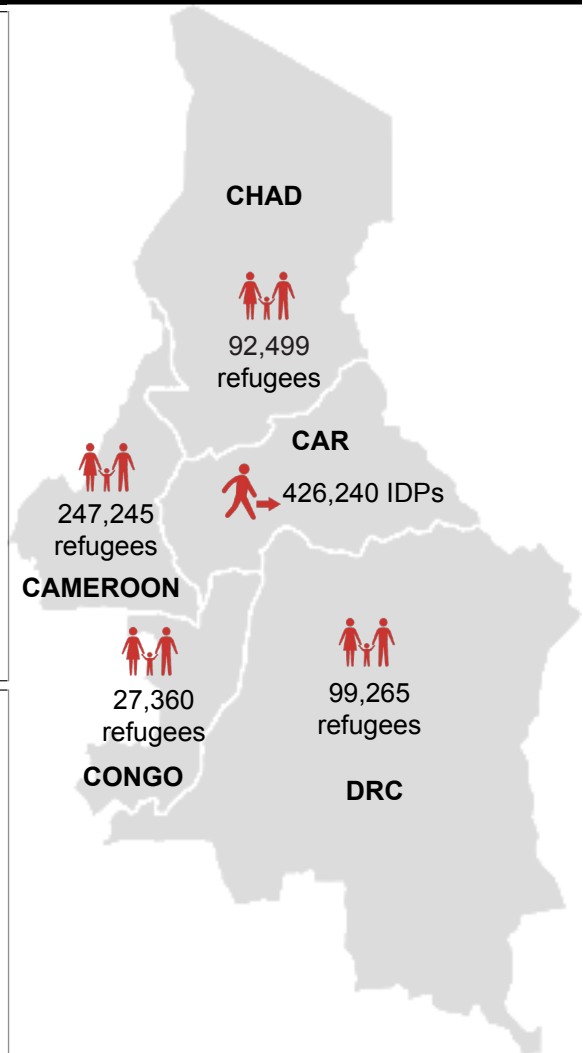 CHAD
92,499
refugees
CAR
426,240 IDPs
247,245
refugees
CAMEROON
27,360
refugees
CONGO
99,265
refugees
DRC